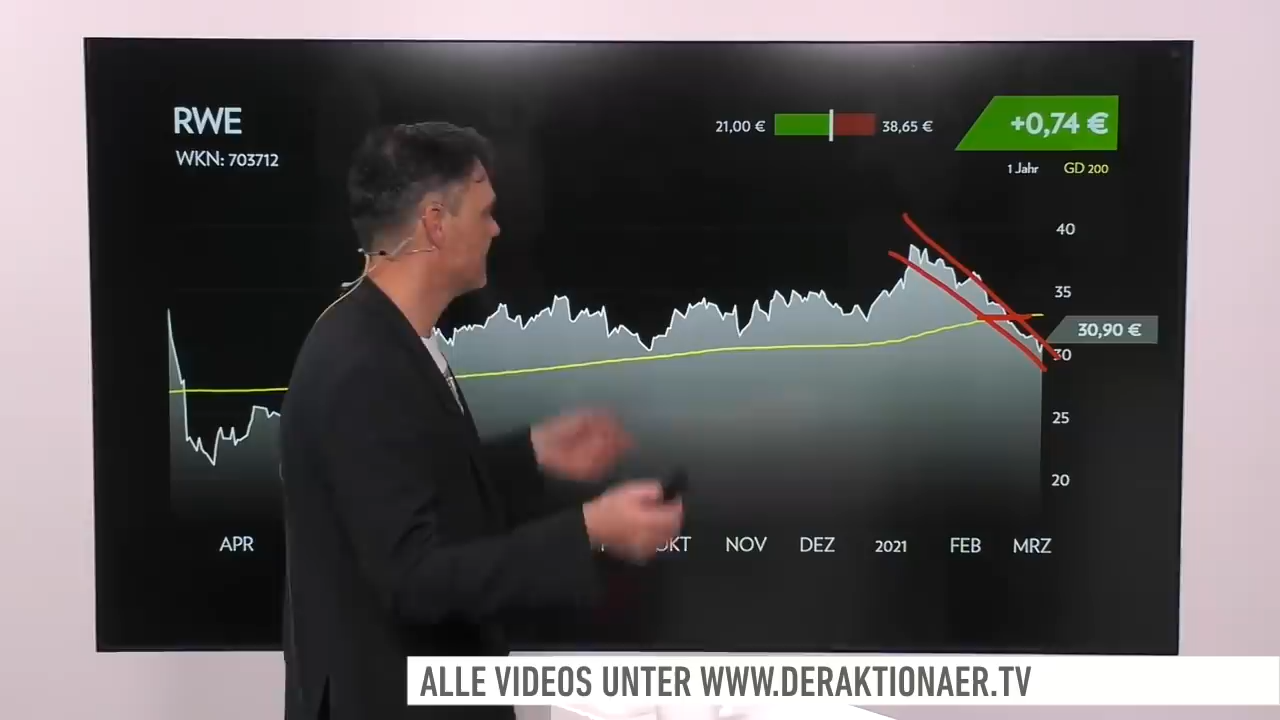 RWE
WKN: 703712
21,00 € 38,65 €
+0,74 €
1 Jahr GD 200
40
35
30,90 €
30
25
20
APR NOV DEZ 2021 FEB MRZ
ALLE VIDEOS UNTER WWW.DERAKTIONAER.TV